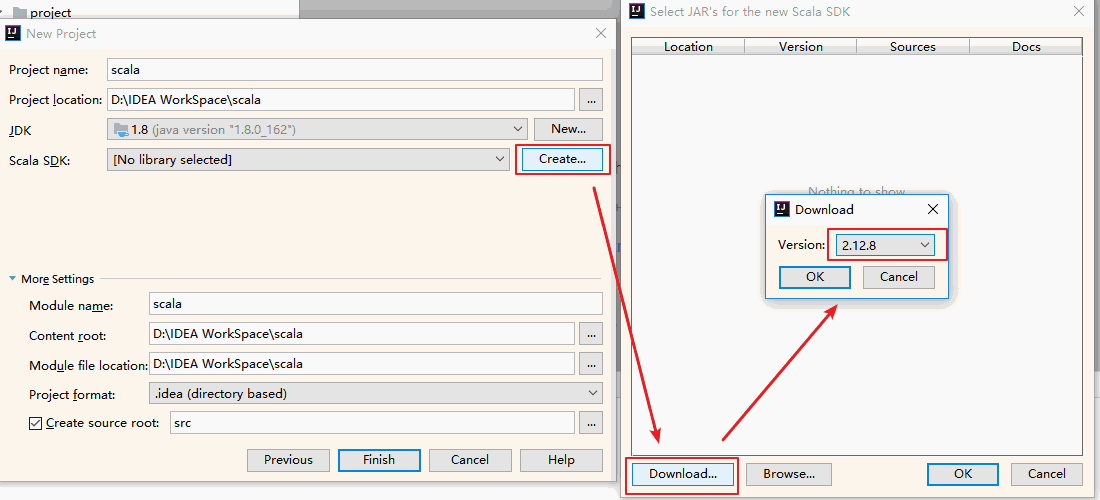 project
New Project
Project name:
scala
Project location:
D:\IDEA WorkSpace\scala
...
JDK
1.8 (java version "1.8.0_162")
New...
Scala SDK:
[No library selected]
Create...
More Settings
Module name:
scala
Content root:
D:\IDEA WorkSpace\scala
...
Module file location:
D:\IDEA WorkSpace\scala
...
Project format:
.idea (directory based)
Create source root:
src
...
Previous
Finish
Cancel
Help
Select JAR's for the new Scala SDK
Location
Version
Sources
Docs
Nothing to show
Download
Version:
2.12.8
OK
Cancel
Download...
Browse...
OK
Cancel